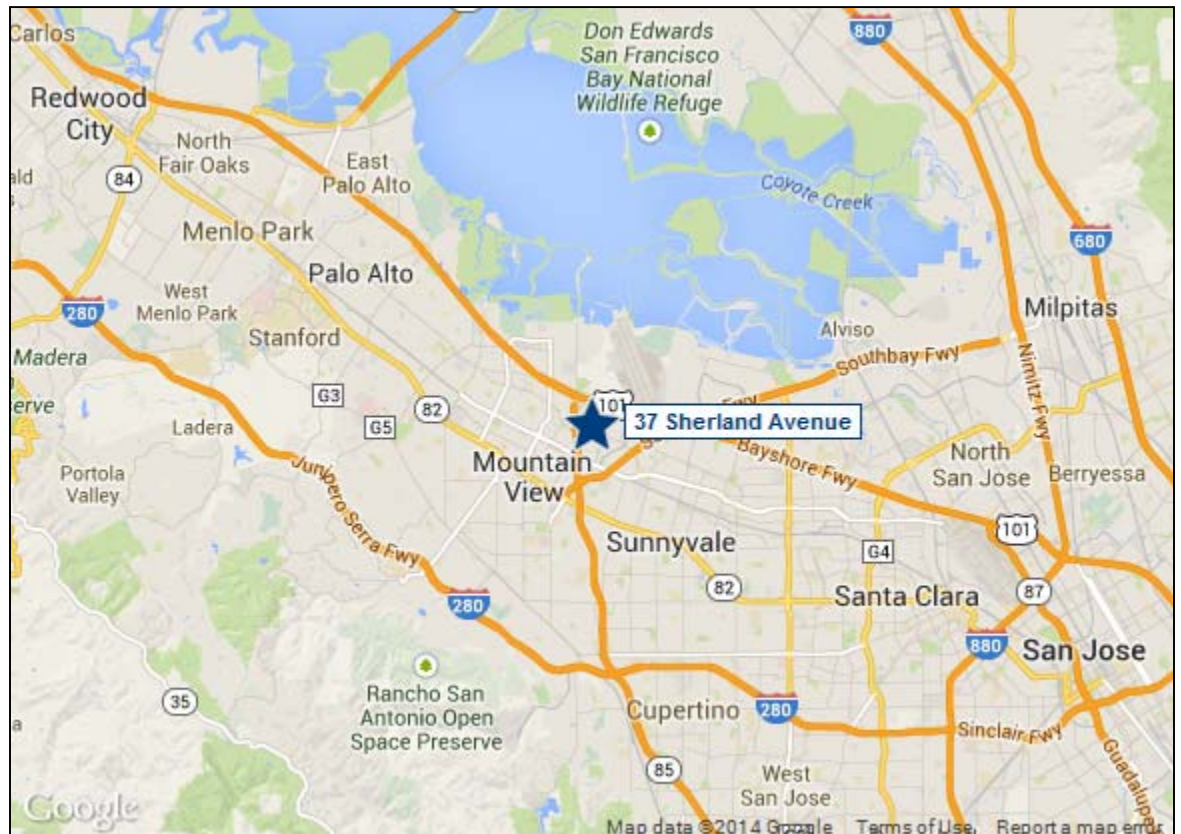 Carlos
Redwood
City
North
Fair Oaks
84
East
Palo Alto
Don Edwards
San Francisco
Bay National
Wildlife Refuge
880
Coyote Creek
680
Menlo Park
Palo Alto
West
Menlo Park
280
Stanford
Madera
Milpitas
Alviso
Southbay Fwy
Nimitz Fwy
G3
82
G5
Ladera
101
37 Sherland Avenue
Fwy
Bayshore Fwy
Mountain
View
North
San Jose
Berryessa
Portola
Valley
Junipero Serra Fwy
Sunnyvale
G4
101
82
Santa Clara
87
280
880
San Jose
35
Rancho San
Antonio Open
Space Preserve
Cupertino
280
Sinclair Fwy
85
West
San Jose
Google
Map data ©2014 Google
Terms of Use
Report a map error